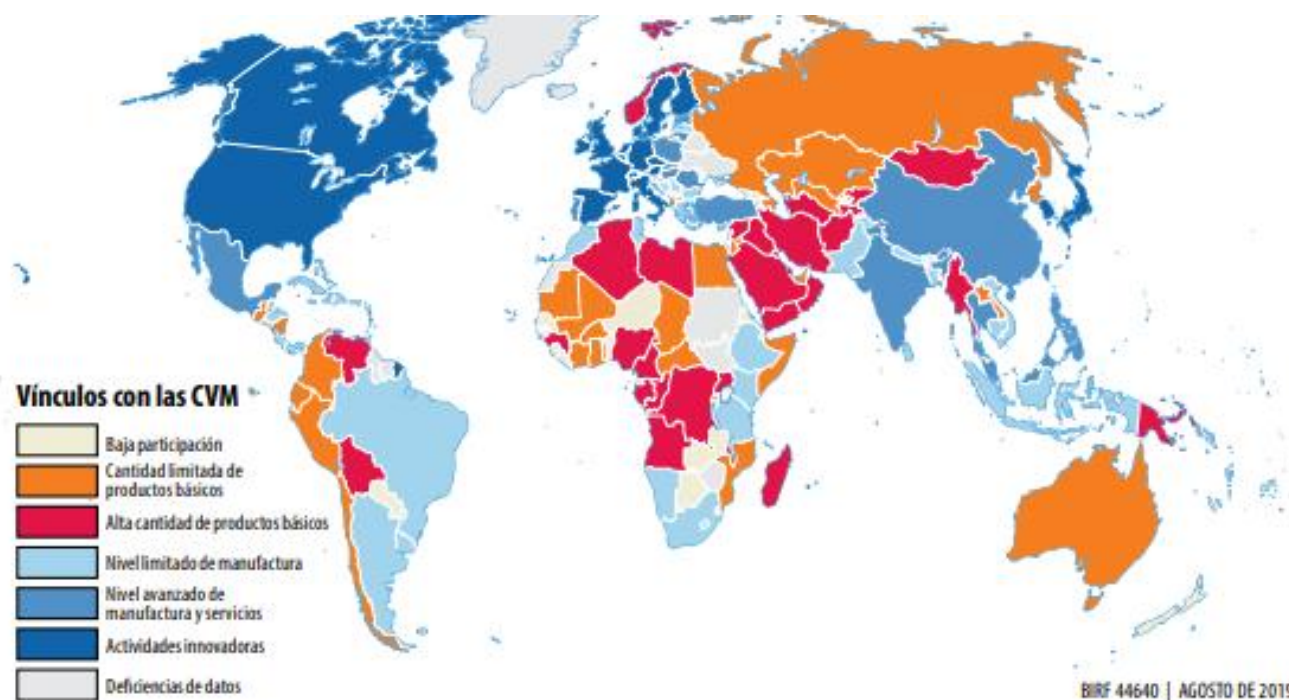 Vínculos con las CVM
Baja participación
Cantidad limitada de
productos básicos
Alta cantidad de productos básicos
Nivel limitado de manufactura
Nivel avanzado de
manufactura y servicios
Actividades innovadoras
Deficiencias de datos
BIRF 44640 | AGOSTO DE 2019